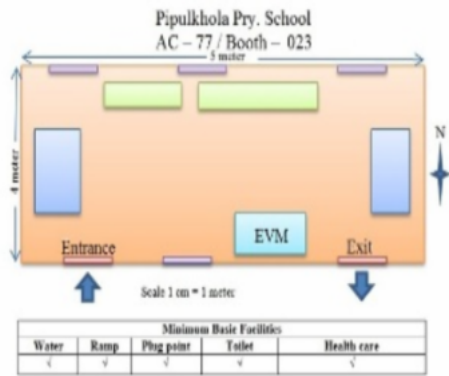 Pipulkhola Pry. School
AC – 77 / Booth – 023
5 meter
4 meter
N
EVM
Entrance
Exit
Scale 1 cm = 1 meter
Minimum Basic Facilities
Water Ramp Plug point Toilet Health care
√ √ √ √ √